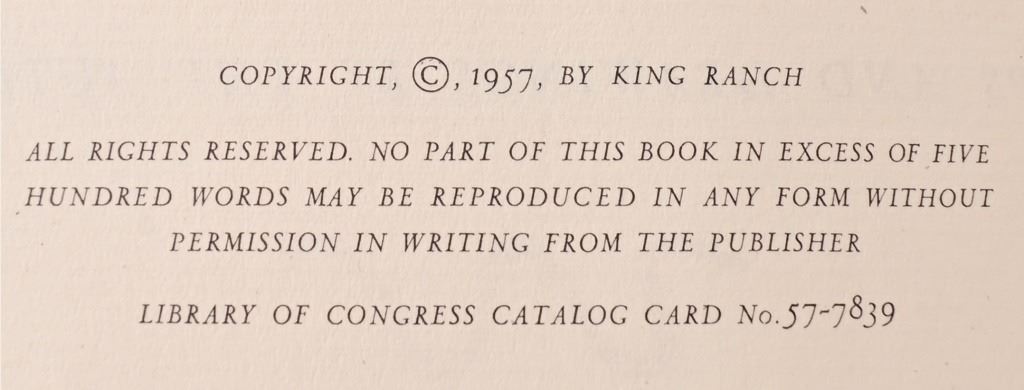 COPYRIGHT, ©, 1957, BY KING RANCH
ALL RIGHTS RESERVED. NO PART OF THIS BOOK IN EXCESS OF FIVE
HUNDRED WORDS MAY BE REPRODUCED IN ANY FORM WITHOUT
PERMISSION IN WRITING FROM THE PUBLISHER
LIBRARY OF CONGRESS CATALOG CARD No. 57-7839